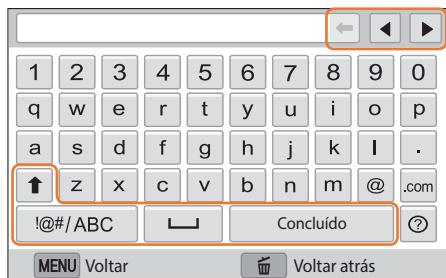 1 2 3 4 5 6 7 8 9 0
q w e r t y u i o p
a s d f g h j k l .
z x c v b n m @ .com
!@#/ABC Concluído ?
MENU Voltar Voltar atrás